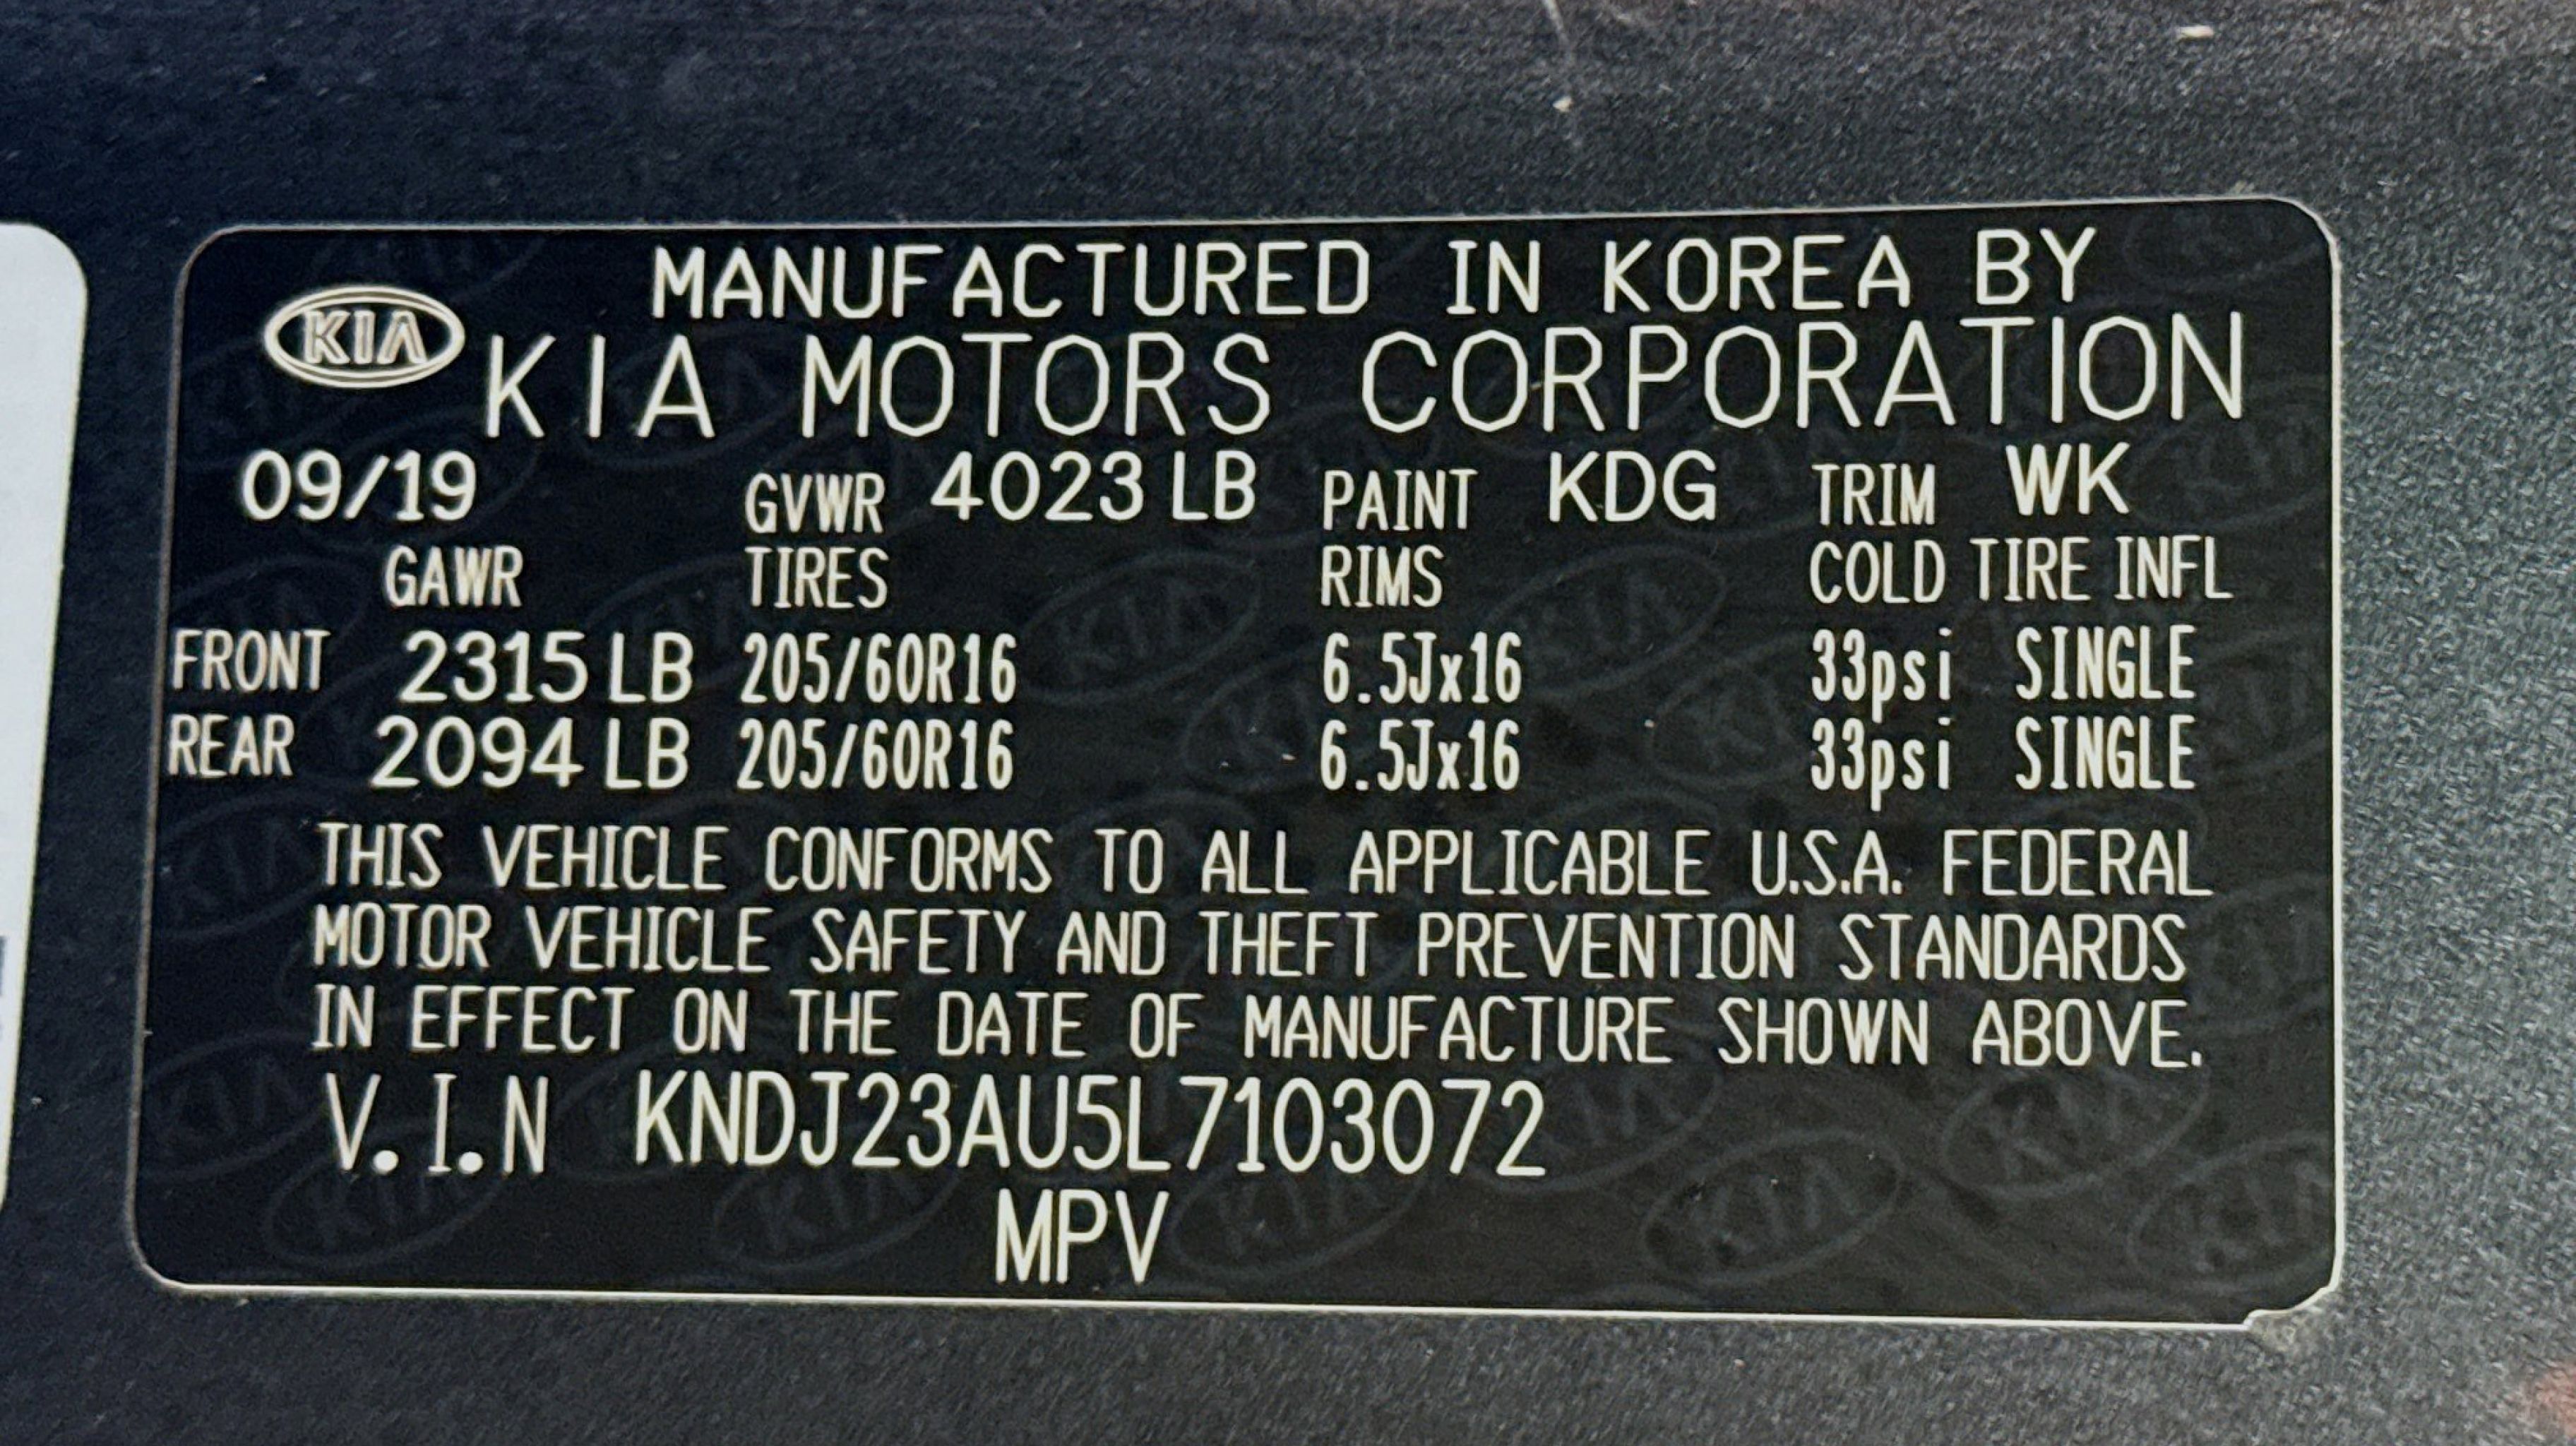 MANUFACTURED IN KOREA BY
KIA KIA MOTORS CORPORATION
09/19 GVWR 4023 LB PAINT KDG TRIM WK
GAWR TIRES RIMS COLD TIRE INFL
FRONT 2315 LB 205/60R16 6.5Jx16 33psi SINGLE
REAR 2094 LB 205/60R16 6.5Jx16 33psi SINGLE
THIS VEHICLE CONFORMS TO ALL APPLICABLE U.S.A. FEDERAL
MOTOR VEHICLE SAFETY AND THEFT PREVENTION STANDARDS
IN EFFECT ON THE DATE OF MANUFACTURE SHOWN ABOVE.
V.I.N KNDJ23AU5L7103072
MPV